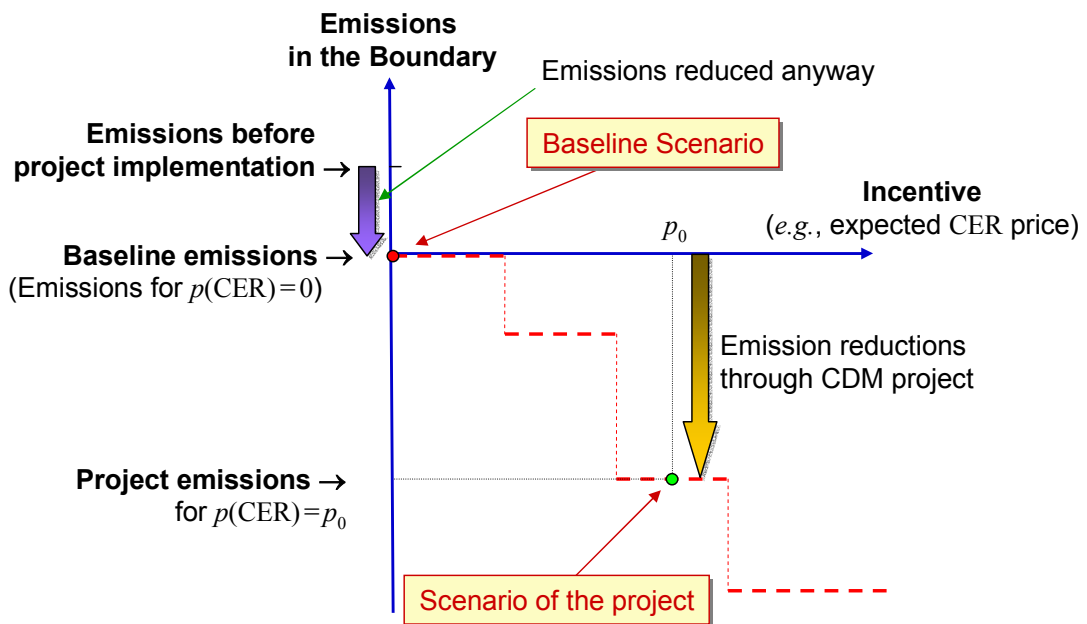 Emissions
in the Boundary
Emissions reduced anyway
Emissions before
project implementation →
Baseline Scenario
Incentive
(e.g., expected CER price)
p₀
Baseline emissions →
(Emissions for p(CER)=0)
Emission reductions
through CDM project
Project emissions →
for p(CER)=p₀
Scenario of the project